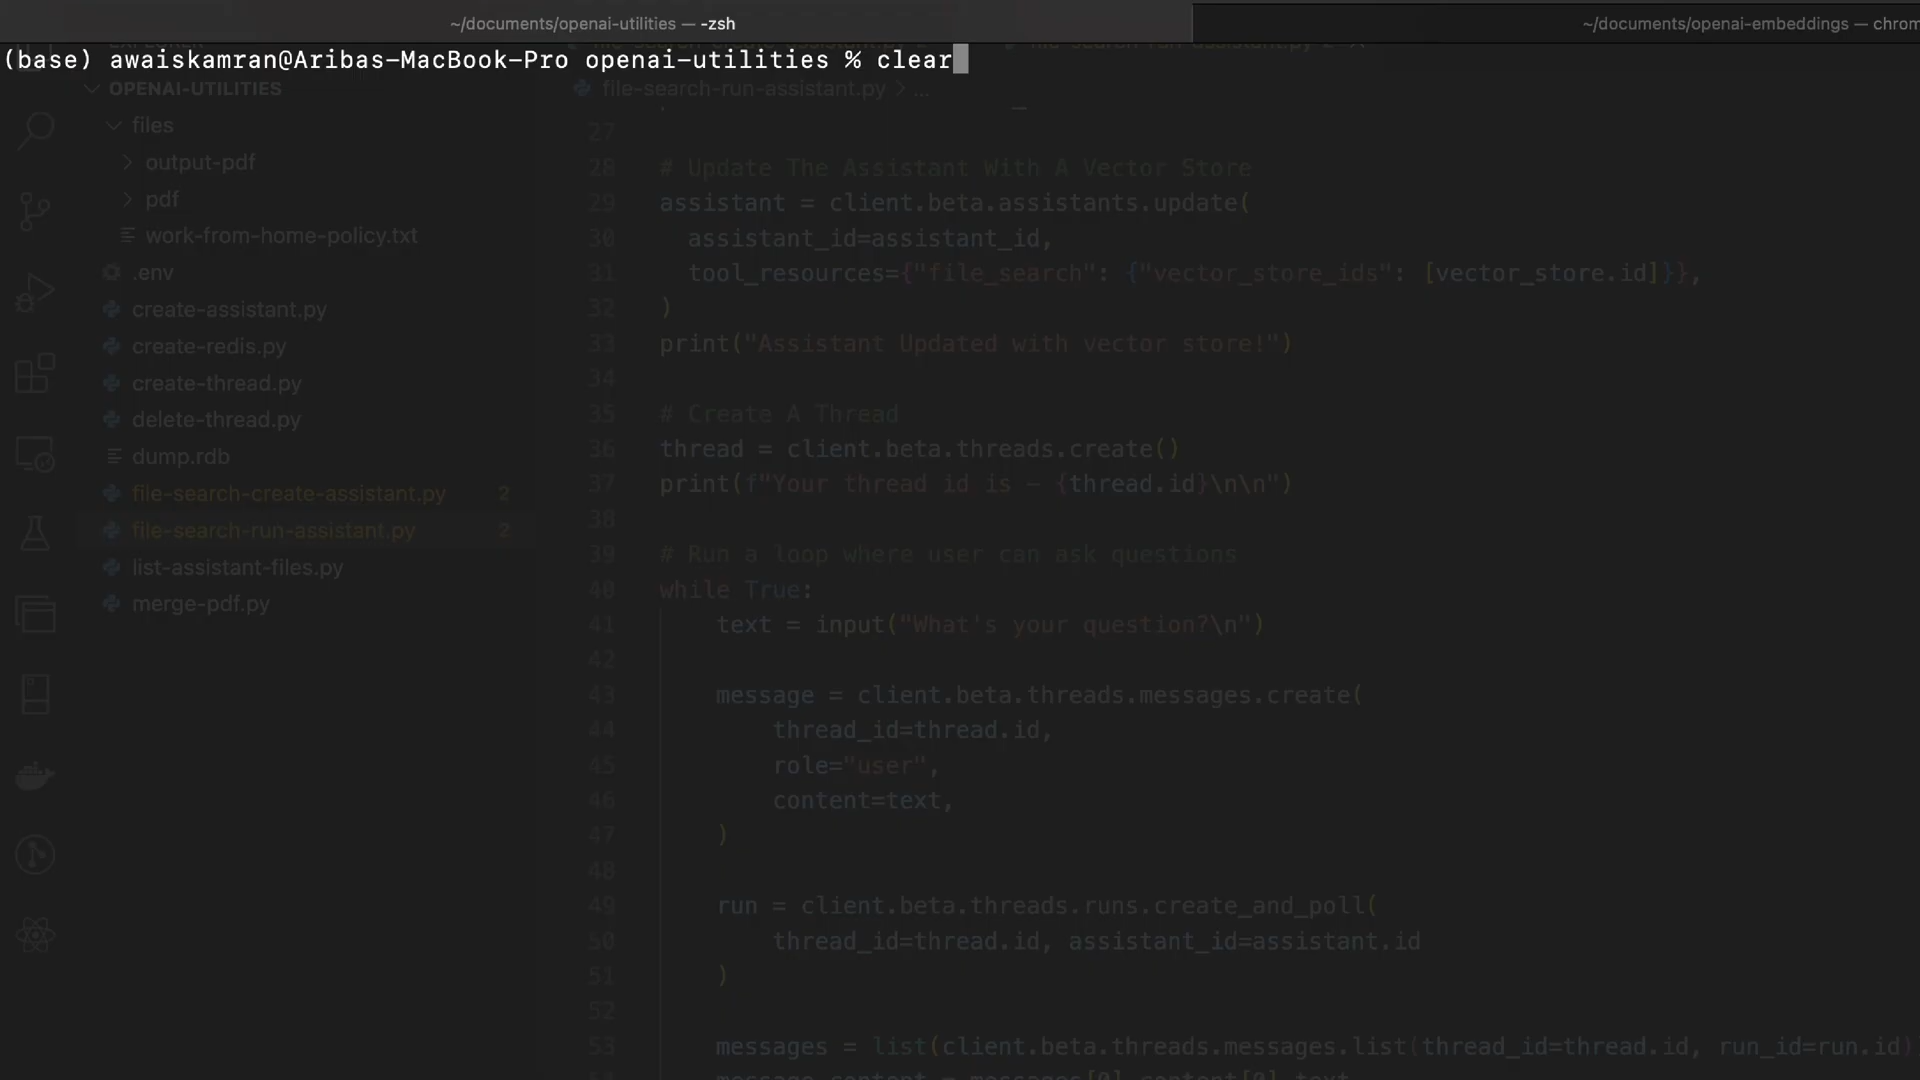 ~/documents/openai-utilities — -zsh
~/documents/openai-embeddings — chrom
(base) awaiskamran@Aribas-MacBook-Pro openai-utilities % clear
OPENAI-UTILITIES
files
output-pdf
pdf
work-from-home-policy.txt
.env
create-assistant.py
create-redis.py
create-thread.py
delete-thread.py
dump.rdb
file-search-create-assistant.py 2
file-search-run-assistant.py 2
list-assistant-files.py
merge-pdf.py
file-search-run-assistant.py > ...
27
28 # Update The Assistant With A Vector Store
29 assistant = client.beta.assistants.update(
30 assistant_id=assistant_id,
31 tool_resources={"file_search": {"vector_store_ids": [vector_store.id]}},
32 )
33 print("Assistant Updated with vector store!")
34
35 # Create A Thread
36 thread = client.beta.threads.create()
37 print(f"Your thread id is - {thread.id}\n\n")
38
39 # Run a loop where user can ask questions
40 while True:
41 text = input("What's your question?\n")
42
43 message = client.beta.threads.messages.create(
44 thread_id=thread.id,
45 role="user",
46 content=text,
47 )
48
49 run = client.beta.threads.runs.create_and_poll(
50 thread_id=thread.id, assistant_id=assistant.id
51 )
52
53 messages = list(client.beta.threads.messages.list(thread_id=thread.id, run_id=run.id)
message_content = messages[0].content[0].text